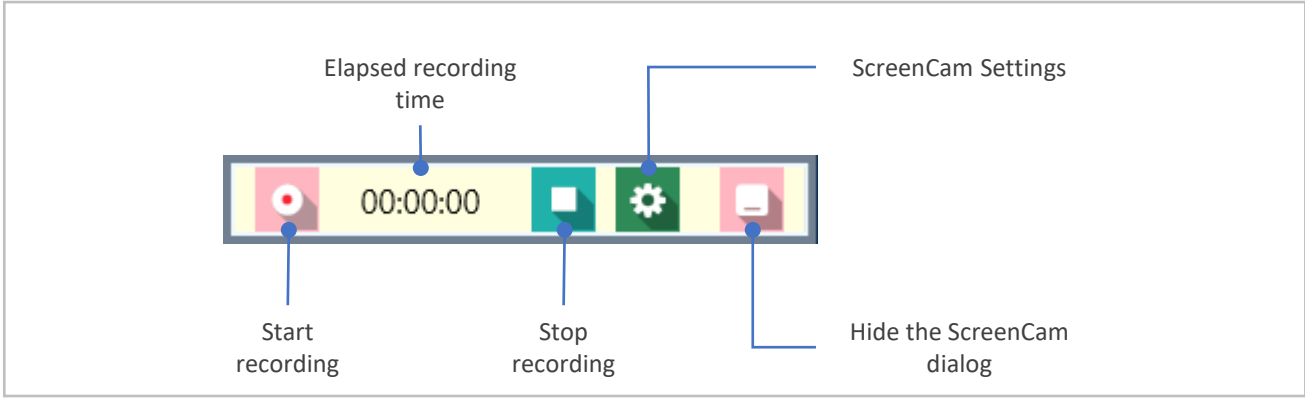 Elapsed recording
time
ScreenCam Settings
00:00:00
Start
recording
Stop
recording
Hide the ScreenCam
dialog